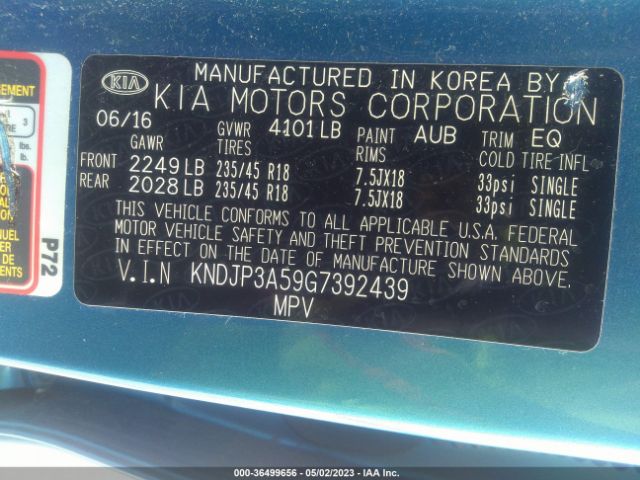 KIA
MANUFACTURED IN KOREA BY
KIA MOTORS CORPORATION
06/16 GVWR 4101 LB PAINT AUB TRIM EQ
GAWR TIRES RIMS COLD TIRE INFL
FRONT 2249 LB 235/45 R18 7.5JX18 33psi SINGLE
REAR 2028 LB 235/45 R18 7.5JX18 33psi SINGLE
THIS VEHICLE CONFORMS TO ALL APPLICABLE U.S.A. FEDERAL
MOTOR VEHICLE SAFETY AND THEFT PREVENTION STANDARDS
IN EFFECT ON THE DATE OF MANUFACTURE SHOWN ABOVE.
V.I.N KNDJP3A59G7392439
MPV
P72
3
lbs.
lb.
000-36499656 - 05/02/2023 - IAA Inc.